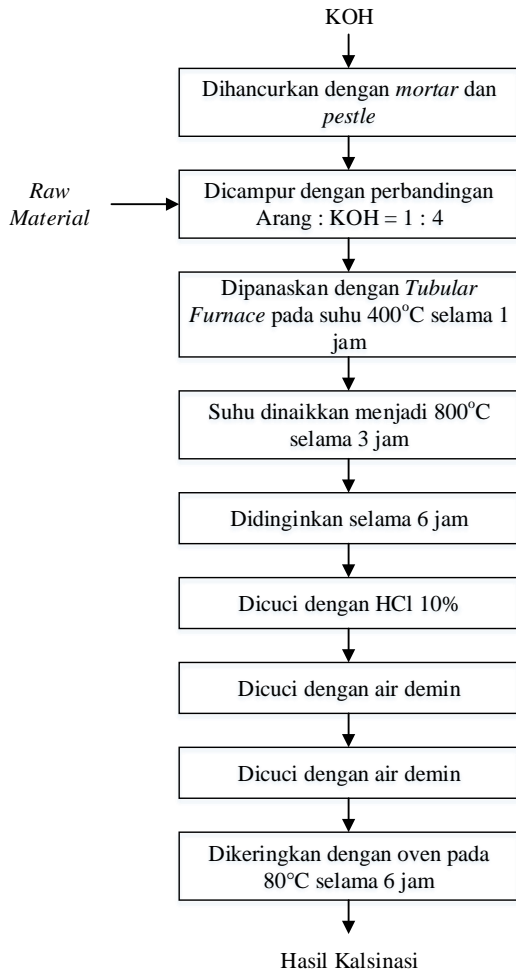 KOH
Dihancurkan dengan mortar dan
pestle
Raw
Material
Dicampur dengan perbandingan
Arang : KOH = 1 : 4
Dipanaskan dengan Tubular
Furnace pada suhu 400°C selama 1
jam
Suhu dinaikkan menjadi 800°C
selama 3 jam
Didinginkan selama 6 jam
Dicuci dengan HCl 10%
Dicuci dengan air demin
Dicuci dengan air demin
Dikeringkan dengan oven pada
80°C selama 6 jam
Hasil Kalsinasi